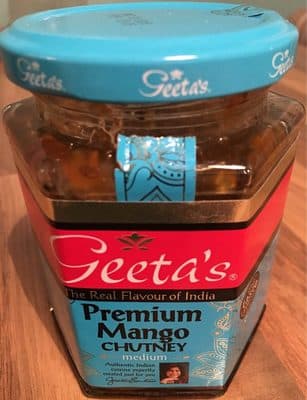 Geeta's
Geeta's
Geeta's
Geeta's®
The Real Flavour of India
Premium
Mango
CHUTNEY
medium
Authentic Indian
cuisine expertly
created just for you